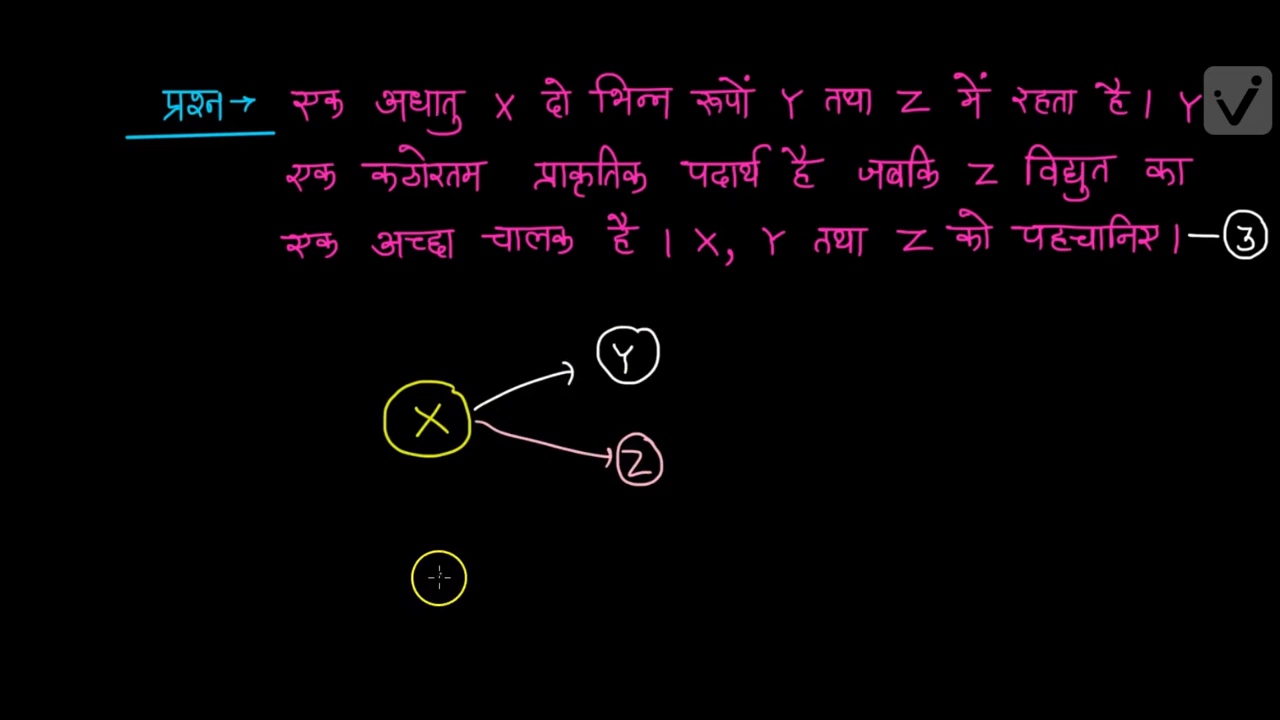 प्रश्न → एक अधातु X दो भिन्न रूपों Y तथा Z में रहता है। Y
एक कठोरतम प्राकृतिक पदार्थ है जबकि Z विद्युत का
एक अच्छा चालक है । X, Y तथा Z को पहचानिए । — 3
Y
X
Z